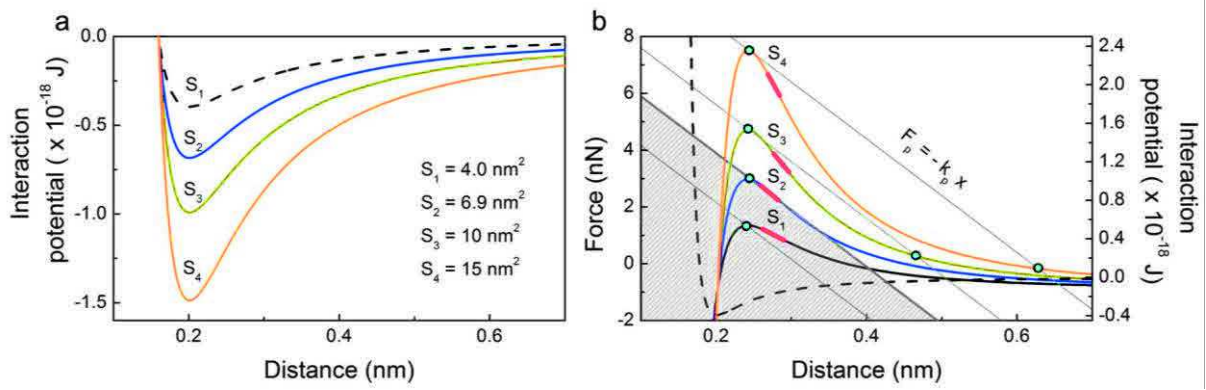 a
Interaction
potential ( x 10⁻¹⁸ J)
0.0
-0.5
-1.0
-1.5
S₁
S₂
S₃
S₄
S₁ = 4.0 nm²
S₂ = 6.9 nm²
S₃ = 10 nm²
S₄ = 15 nm²
0.2
0.4
0.6
Distance (nm)
b
Force (nN)
8
6
4
2
0
-2
S₄
S₃
S₂
S₁
Fₚ = -kₚ x
2.4
2.0
1.6
1.2
0.8
0.4
0.0
-0.4
Interaction
potential ( x 10⁻¹⁸ J)
0.2
0.4
0.6
Distance (nm)